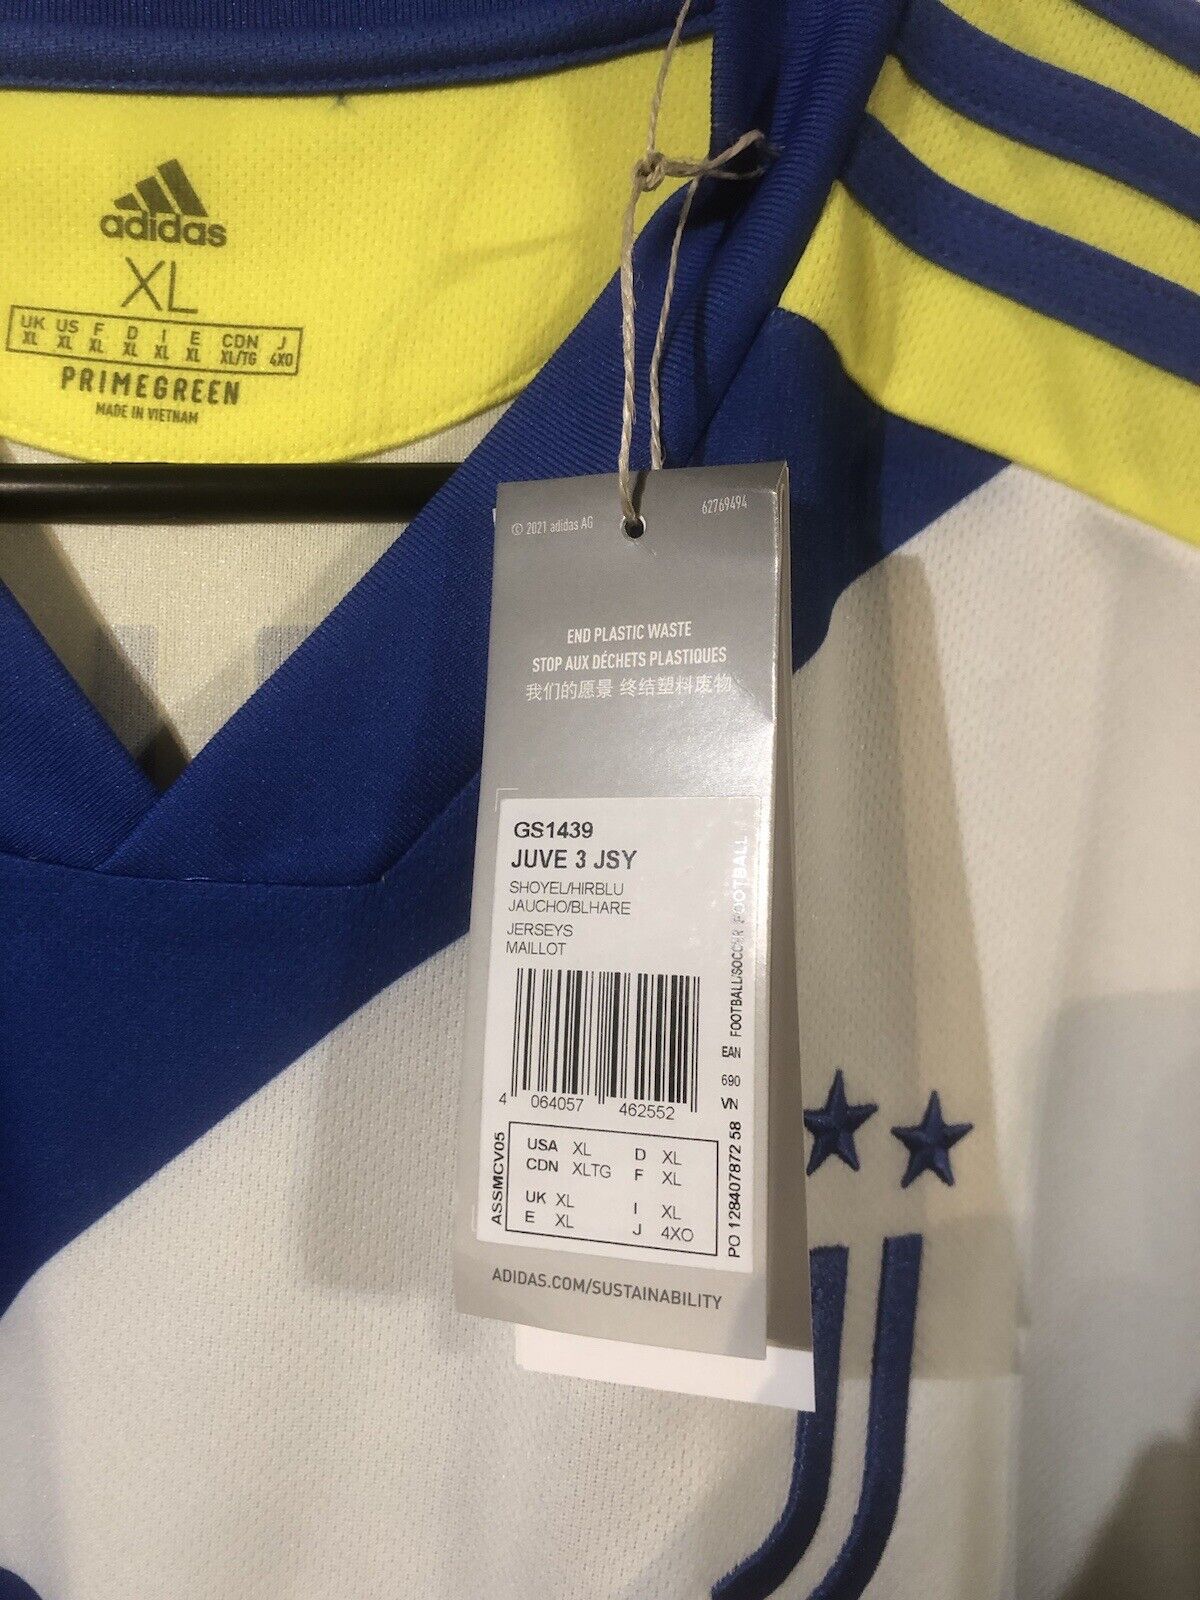 adidas
XL
UK US F D I E CDN J
XL XL XL XL XL XL XL/TG 4XO
PRIMEGREEN
MADE IN VIETNAM
© 2021 adidas AG
62769494
END PLASTIC WASTE
STOP AUX DÉCHETS PLASTIQUES
我们的愿景 终结塑料废物
GS1439
JUVE 3 JSY
SHOYEL/HIRBLU
JAUCHO/BLHARE
JERSEYS
MAILLOT
4 064057 462552
FOOTBALL/SOCCER FOOTBALL
EAN
690
VN
PO 128407872 58
ASSMCV05
USA XL D XL
CDN XLTG F XL
UK XL I XL
E XL J 4XO
ADIDAS.COM/SUSTAINABILITY